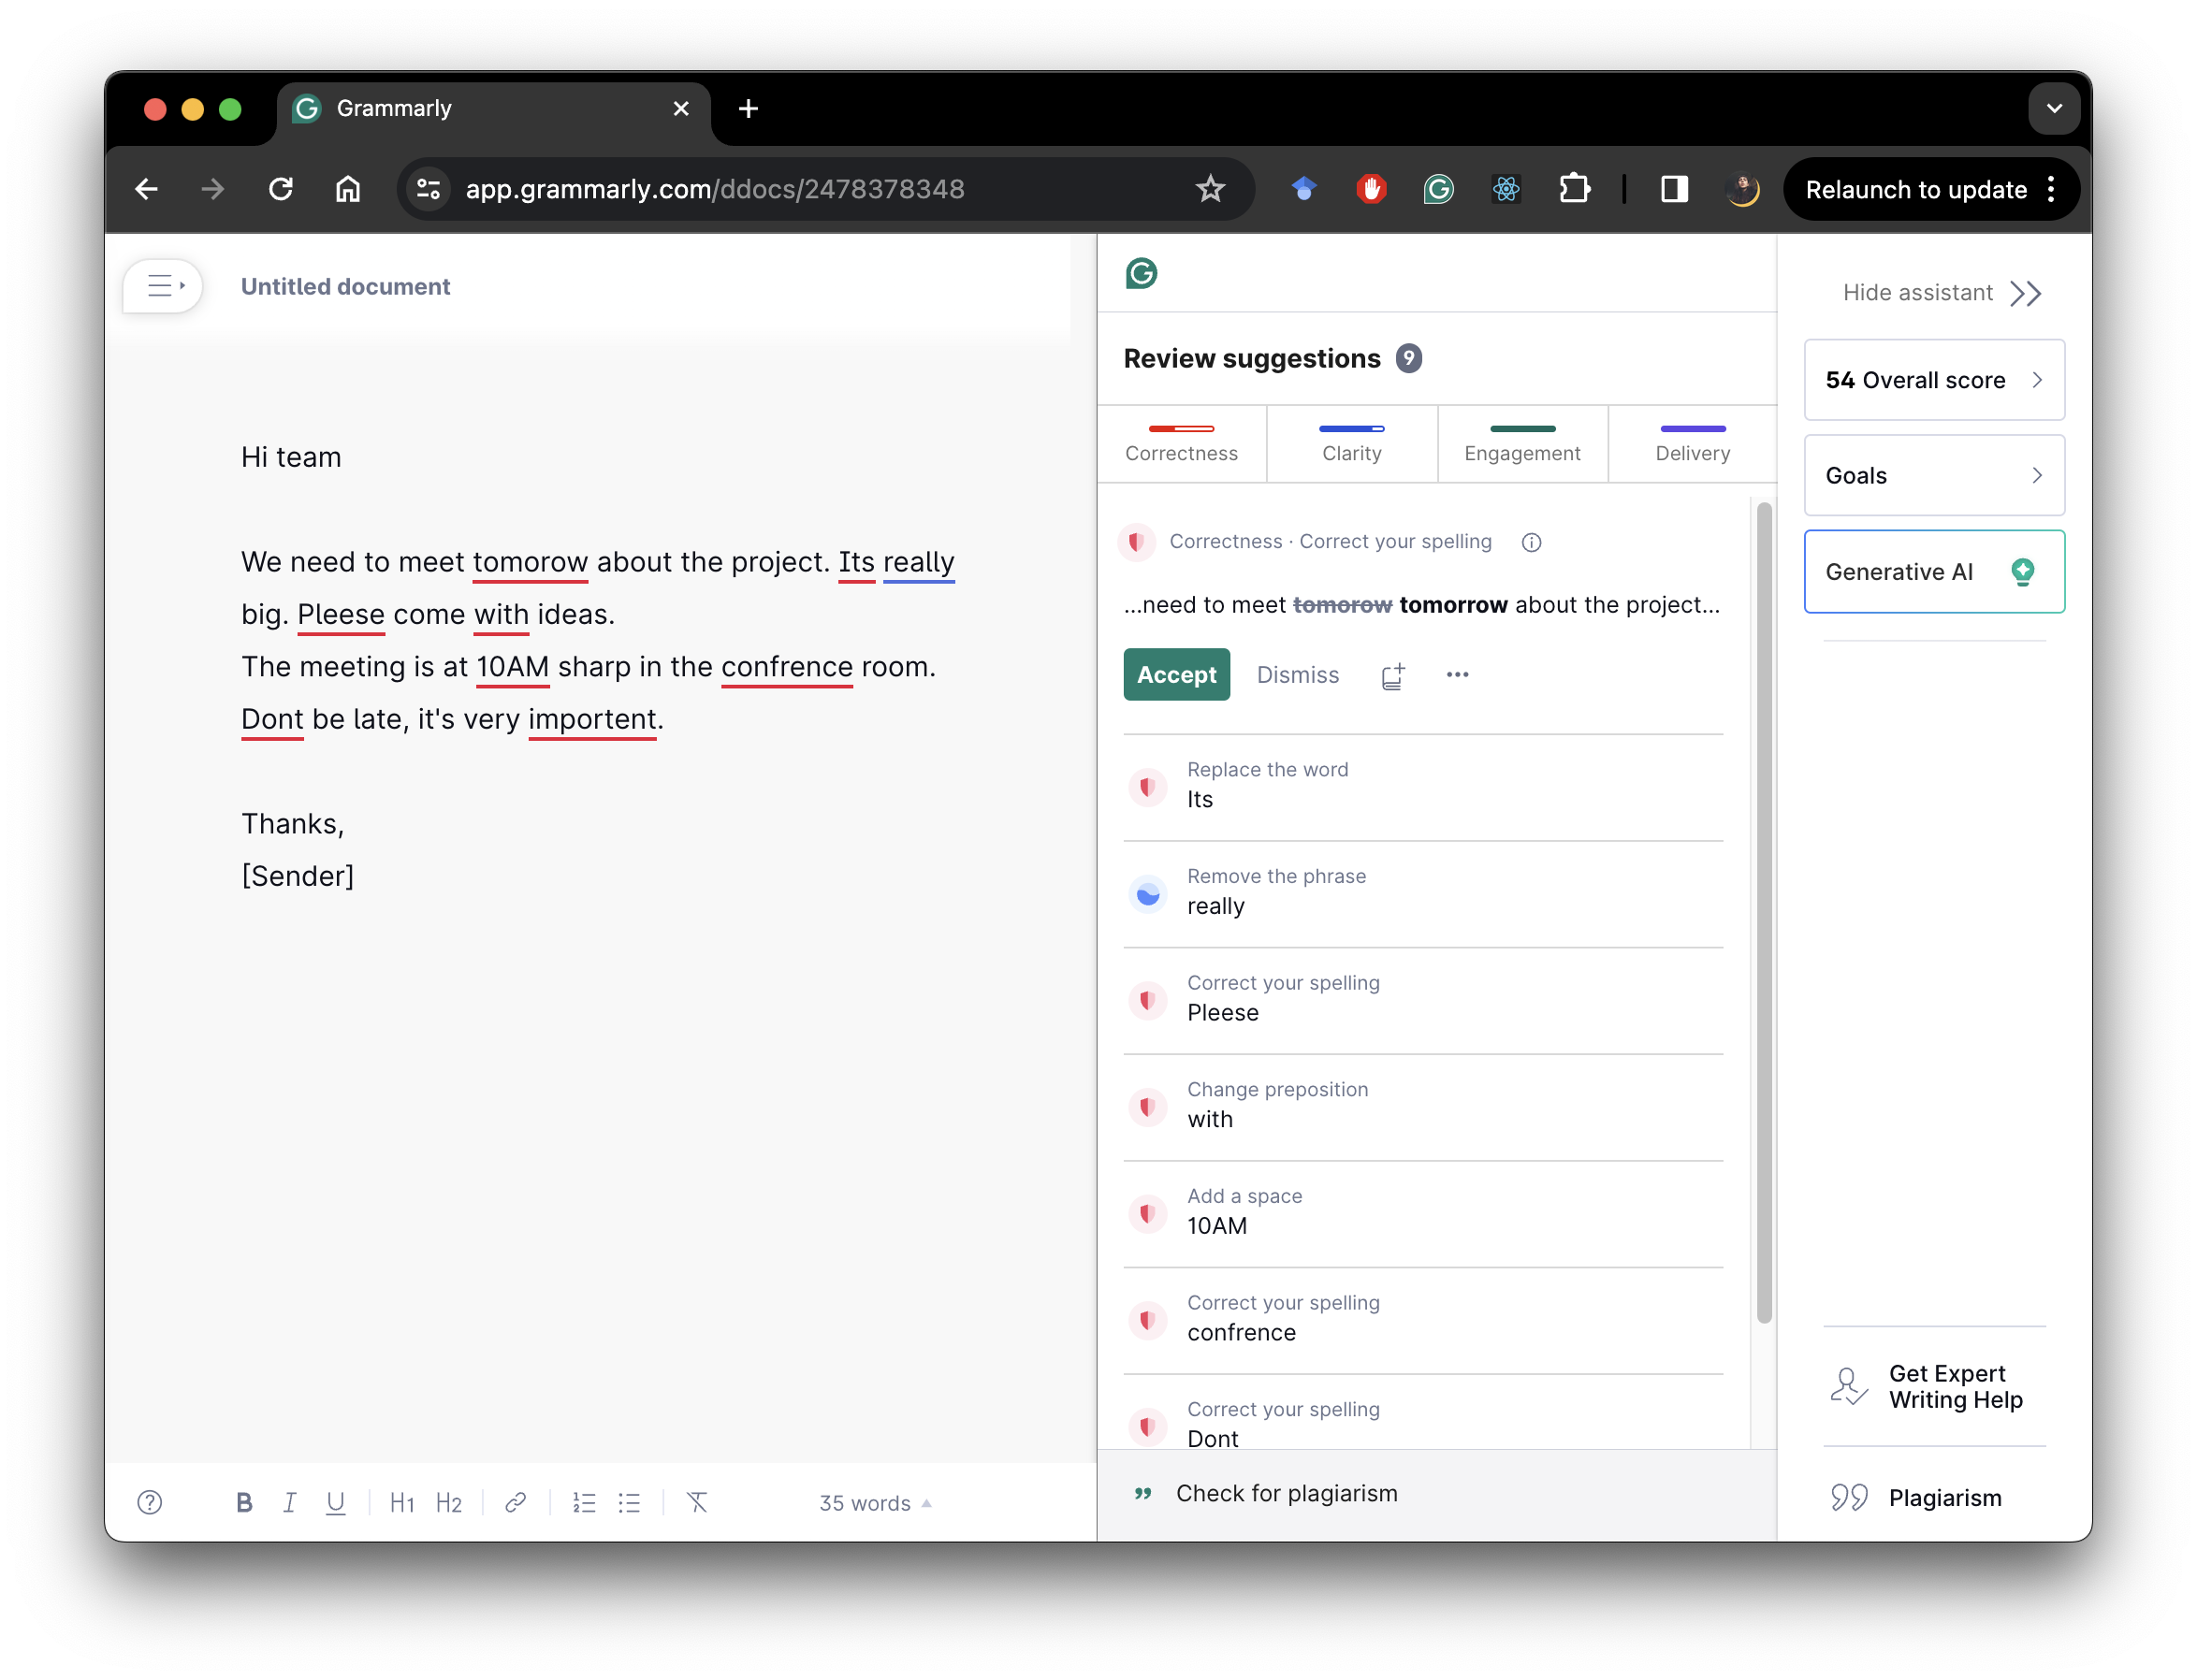 Grammarly
app.grammarly.com/ddocs/2478378348
Relaunch to update
Untitled document
Hi team
We need to meet tomorow about the project. Its really
big. Pleese come with ideas.
The meeting is at 10AM sharp in the confrence room.
Dont be late, it's very importent.
Thanks,
[Sender]
B I U H1 H2
35 words
Review suggestions 9
Correctness Clarity Engagement Delivery
Correctness · Correct your spelling
...need to meet tomorow tomorrow about the project...
Accept Dismiss
Replace the word
Its
Remove the phrase
really
Correct your spelling
Pleese
Change preposition
with
Add a space
10AM
Correct your spelling
confrence
Correct your spelling
Dont
Check for plagiarism
Hide assistant
54 Overall score
Goals
Generative AI
Get Expert
Writing Help
Plagiarism